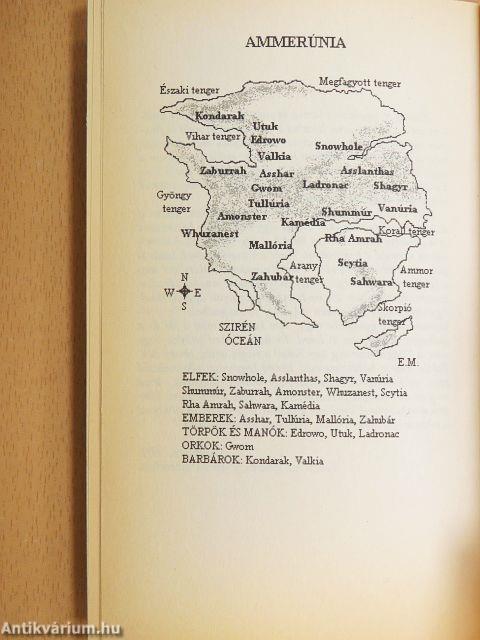 AMMERÚNIA
Északi tenger
Megfagyott tenger
Kondarak
Utuk
Vihar tenger
Edrowo
Snowhole
Valkia
Zaburrah
Asshar
Asslanthas
Gwom
Ladronac
Shagyr
Gyöngy
tenger
Tullúria
Amonster
Shummúr
Vanúria
Kamédia
Whuzanest
Korall tenger
Rha Amrah
Mallória
Arany
tenger
Scytia
Ammor
tenger
Zahubár
Sahwara
N
W E
S
Skorpió
tenger
SZIRÉN
ÓCEÁN
E.M.
ELFEK: Snowhole, Asslanthas, Shagyr, Vanúria
Shummúr, Zaburrah, Amonster, Whuzanest, Scytia
Rha Amrah, Sahwara, Kamédia
EMBEREK: Asshar, Tullúria, Mallória, Zahubár
TÖRPÖK ÉS MANÓK: Edrowo, Utuk, Ladronac
ORKOK: Gwom
BARBÁROK: Kondarak, Valkia
Antikvárium.hu